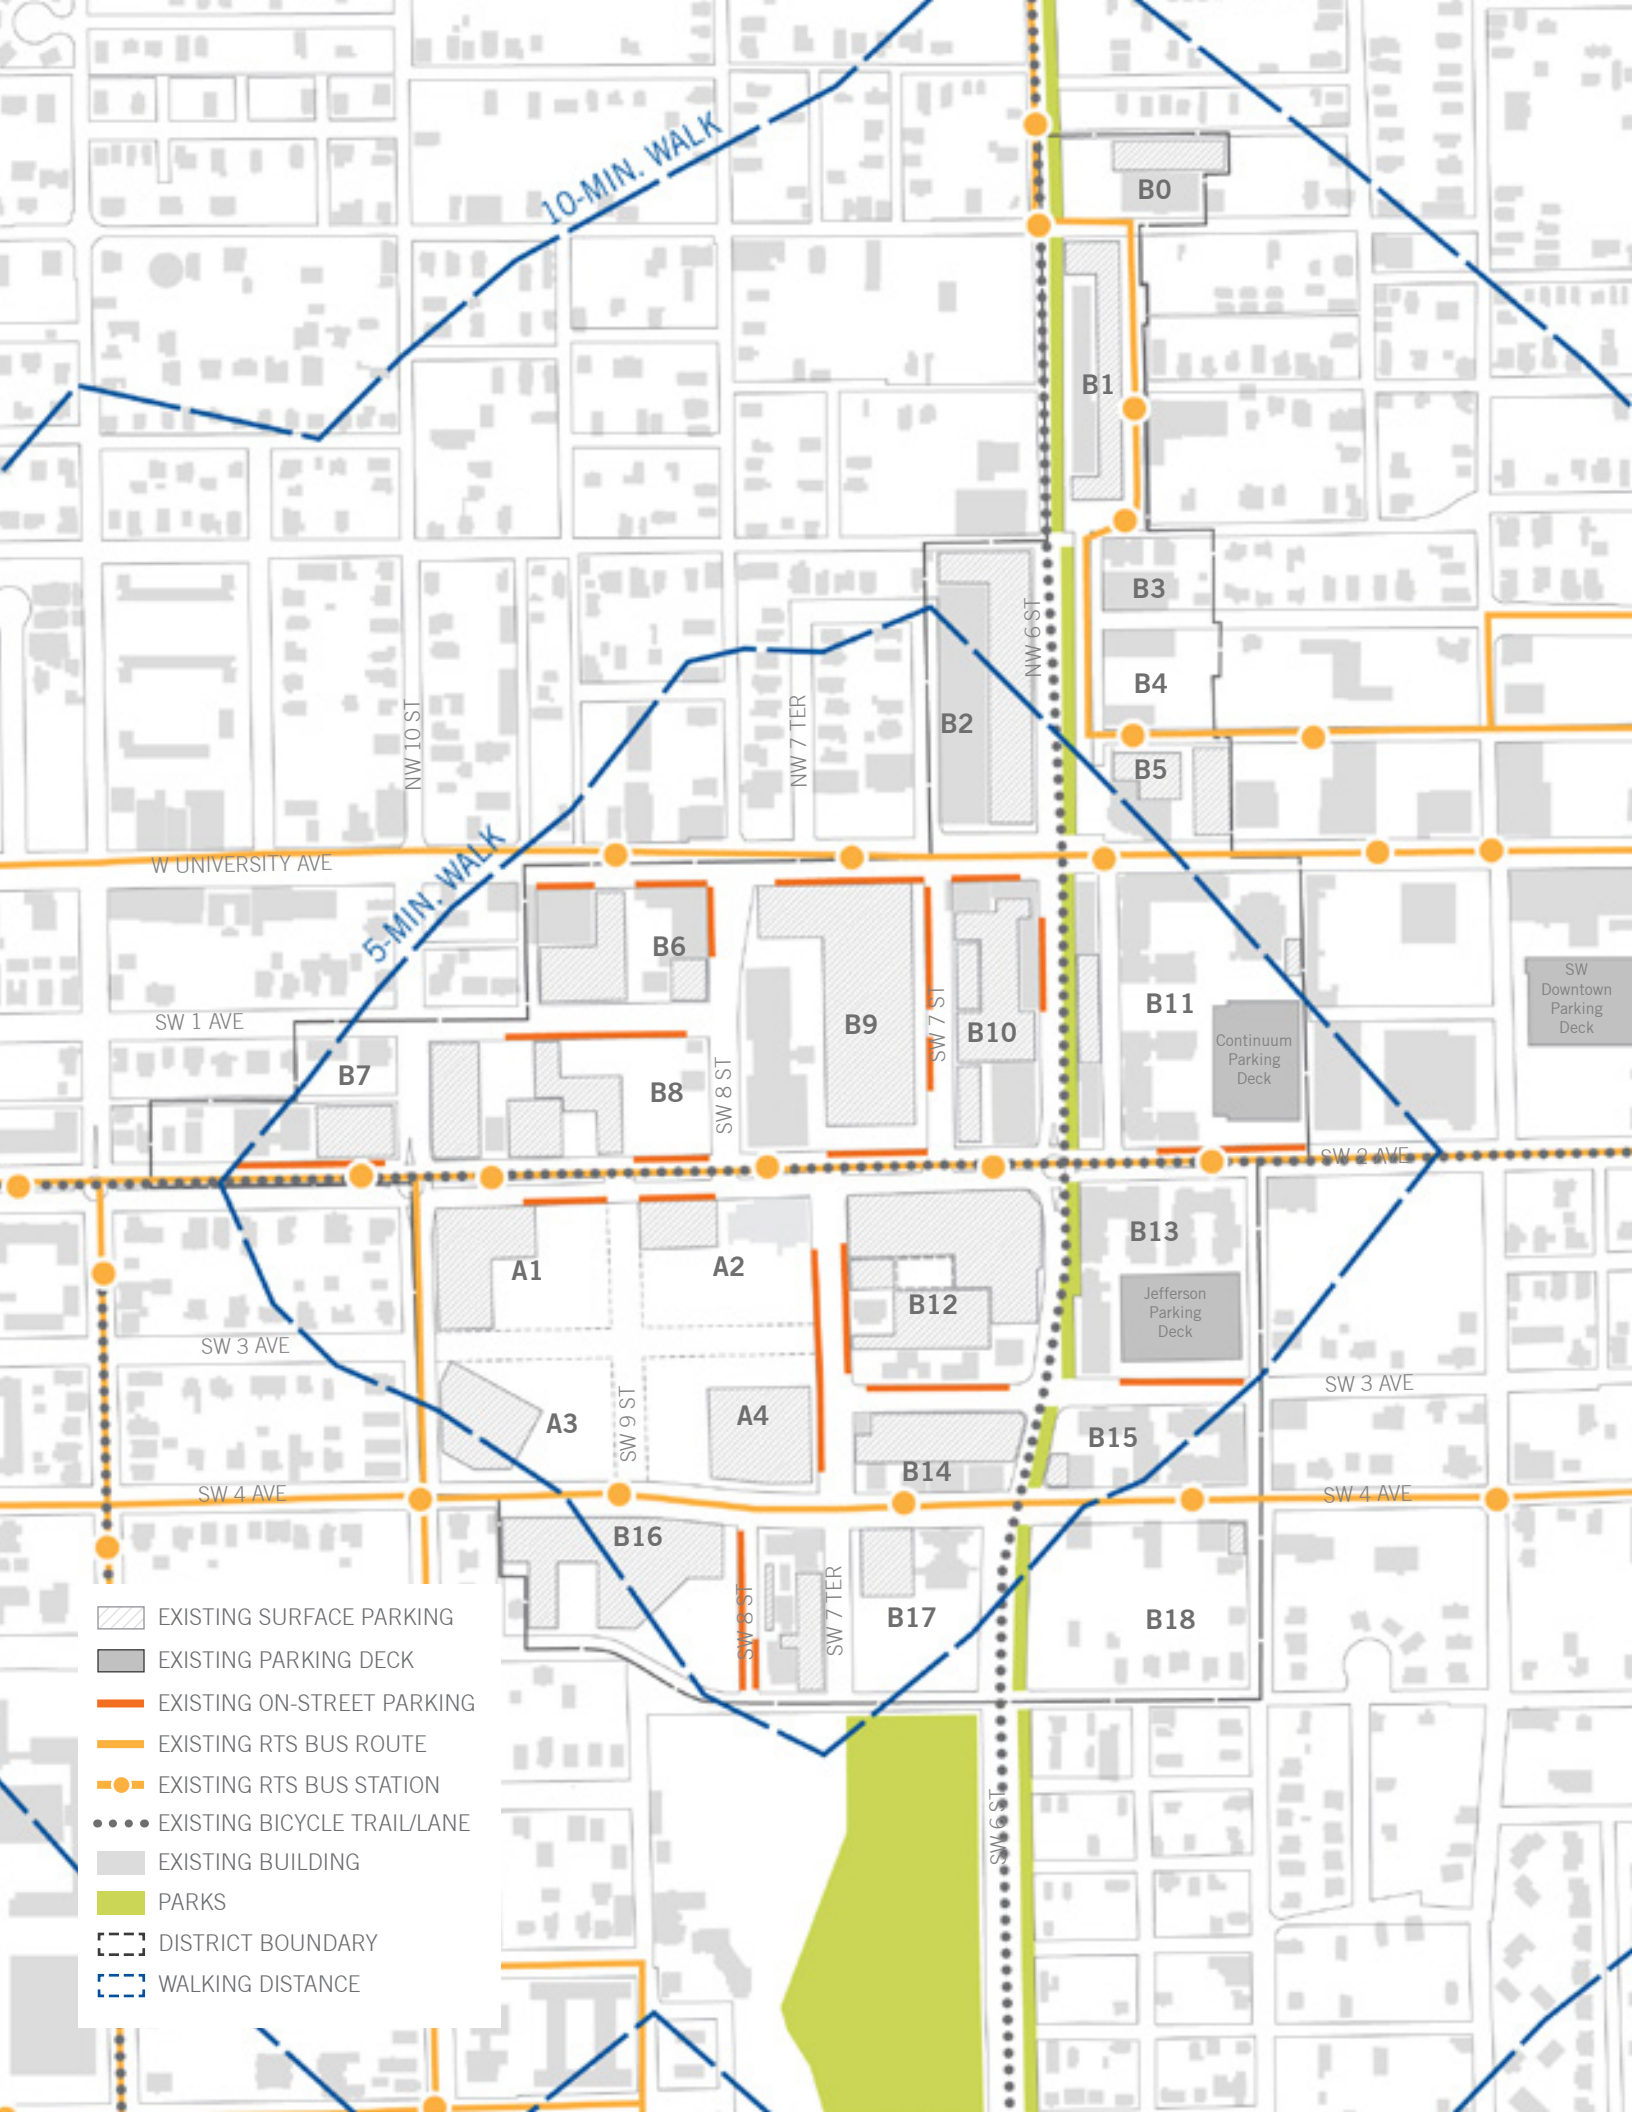 10-MIN. WALK
B0
B1
B3
NW 6 ST
B4
NW 10 ST
NW 7 TER
B2
B5
W UNIVERSITY AVE
5-MIN. WALK
B6
SW 1 AVE
B7
B8
SW 8 ST
B9
SW 7 ST
B10
B11
Continuum
Parking
Deck
SW
Downtown
Parking
Deck
SW 2 AVE
A1
A2
B12
B13
Jefferson
Parking
Deck
SW 3 AVE
SW 3 AVE
A3
SW 9 ST
A4
B14
B15
SW 4 AVE
SW 4 AVE
B16
SW 8 ST
SW 7 TER
B17
B18
SW 6 ST
EXISTING SURFACE PARKING
EXISTING PARKING DECK
EXISTING ON-STREET PARKING
EXISTING RTS BUS ROUTE
EXISTING RTS BUS STATION
EXISTING BICYCLE TRAIL/LANE
EXISTING BUILDING
PARKS
DISTRICT BOUNDARY
WALKING DISTANCE